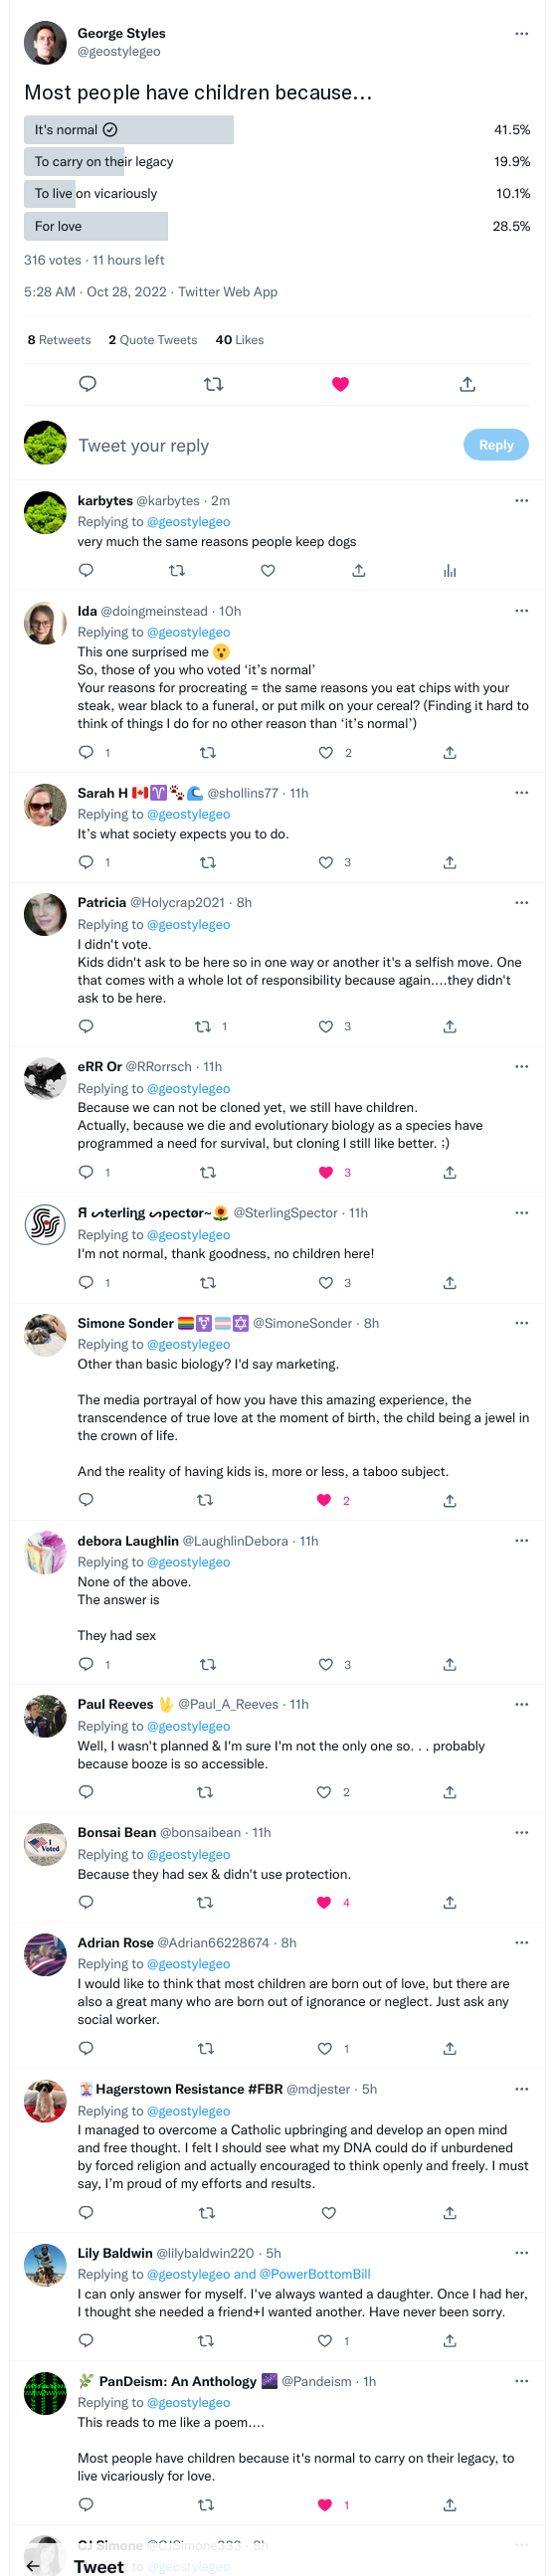 George Styles
@geostylegeo
Most people have children because...
It's normal 41.5%
To carry on their legacy 19.9%
To live on vicariously 10.1%
For love 28.5%
316 votes · 11 hours left
5:28 AM · Oct 28, 2022 · Twitter Web App
8 Retweets 2 Quote Tweets 40 Likes
Tweet your reply Reply
karbytes @karbytes · 2m
Replying to @geostylegeo
very much the same reasons people keep dogs
Ida @doingmeinstead · 10h
Replying to @geostylegeo
This one surprised me 😮
So, those of you who voted ‘it’s normal’
Your reasons for procreating = the same reasons you eat chips with your
steak, wear black to a funeral, or put milk on your cereal? (Finding it hard to
think of things I do for no other reason than ‘it’s normal’)
1 2
Sarah H 🇨🇦♈🐾🌊 @shollins77 · 11h
Replying to @geostylegeo
It’s what society expects you to do.
1 3
Patricia @Holycrap2021 · 8h
Replying to @geostylegeo
I didn't vote.
Kids didn't ask to be here so in one way or another it's a selfish move. One
that comes with a whole lot of responsibility because again....they didn't
ask to be here.
1 3
eRR Or @RRorrsch · 11h
Replying to @geostylegeo
Because we can not be cloned yet, we still have children.
Actually, because we die and evolutionary biology as a species have
programmed a need for survival, but cloning I still like better. ;)
1 3
Я ᔕterling ᔕpectør~🌻 @SterlingSpector · 11h
Replying to @geostylegeo
I'm not normal, thank goodness, no children here!
1 3
Simone Sonder 🏳️‍🌈⚧️🏳️‍⚧️🔯 @SimoneSonder · 8h
Replying to @geostylegeo
Other than basic biology? I'd say marketing.
The media portrayal of how you have this amazing experience, the
transcendence of true love at the moment of birth, the child being a jewel in
the crown of life.
And the reality of having kids is, more or less, a taboo subject.
2
debora Laughlin @LaughlinDebora · 11h
Replying to @geostylegeo
None of the above.
The answer is
They had sex
1 3
Paul Reeves 🖖 @Paul_A_Reeves · 11h
Replying to @geostylegeo
Well, I wasn't planned & I'm sure I'm not the only one so. . . probably
because booze is so accessible.
2
I Voted
Bonsai Bean @bonsaibean · 11h
Replying to @geostylegeo
Because they had sex & didn't use protection.
4
Adrian Rose @Adrian66228674 · 8h
Replying to @geostylegeo
I would like to think that most children are born out of love, but there are
also a great many who are born out of ignorance or neglect. Just ask any
social worker.
1
🃏Hagerstown Resistance #FBR @mdjester · 5h
Replying to @geostylegeo
I managed to overcome a Catholic upbringing and develop an open mind
and free thought. I felt I should see what my DNA could do if unburdened
by forced religion and actually encouraged to think openly and freely. I must
say, I’m proud of my efforts and results.
Lily Baldwin @lilybaldwin220 · 5h
Replying to @geostylegeo and @PowerBottomBill
I can only answer for myself. I've always wanted a daughter. Once I had her,
I thought she needed a friend+I wanted another. Have never been sorry.
1
🌿 PanDeism: An Anthology 🌌 @Pandeism · 1h
Replying to @geostylegeo
This reads to me like a poem....
Most people have children because it's normal to carry on their legacy, to
live vicariously for love.
1
CJ Simone @CJSimone333 · 8h
Tweet
to @geostylegeo